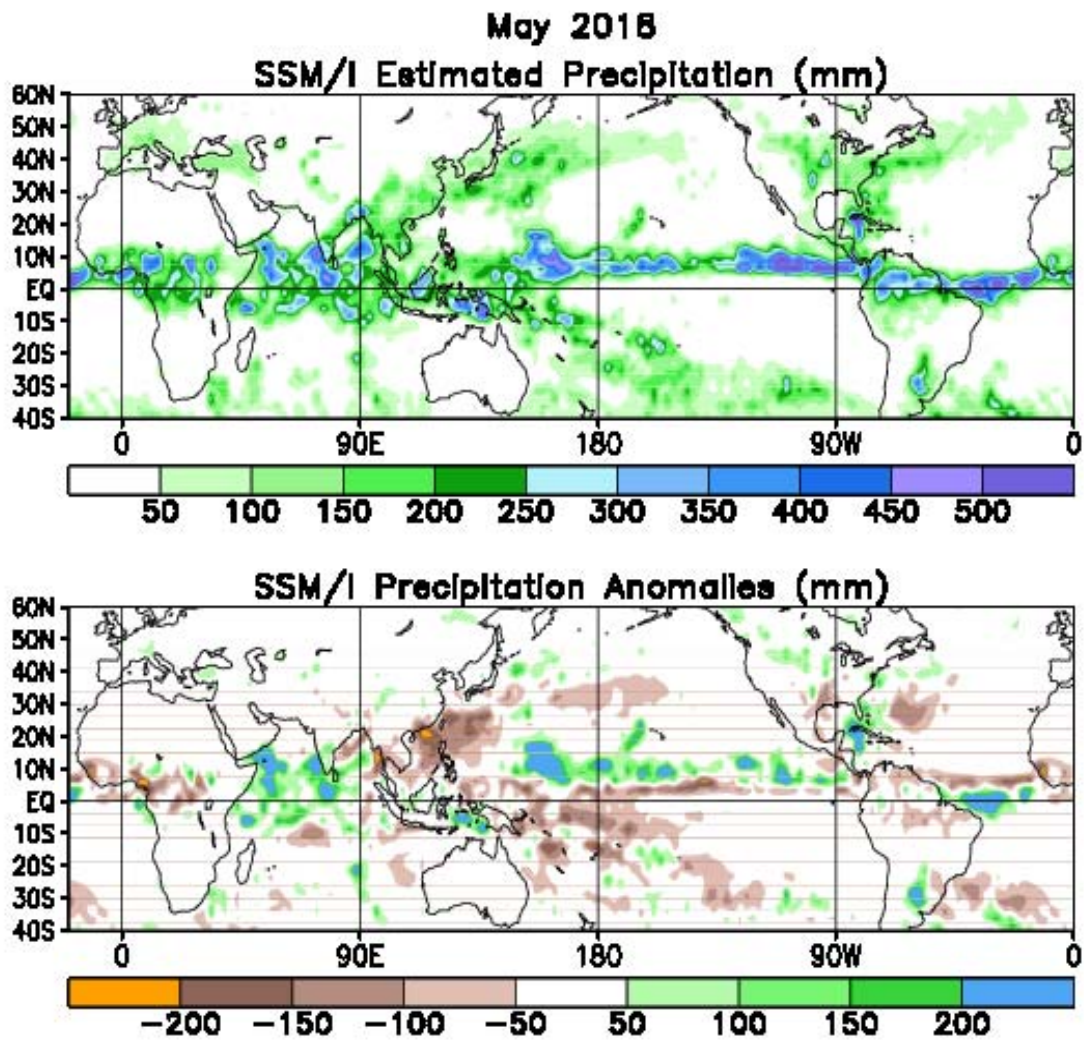 May 2018
SSM/I Estimated Precipitation (mm)
60N
50N
40N
30N
20N
10N
EQ
10S
20S
30S
40S
0 90E 180 90W 0
50 100 150 200 250 300 350 400 450 500
SSM/I Precipitation Anomalies (mm)
60N
50N
40N
30N
20N
10N
EQ
10S
20S
30S
40S
0 90E 180 90W 0
-200 -150 -100 -50 50 100 150 200